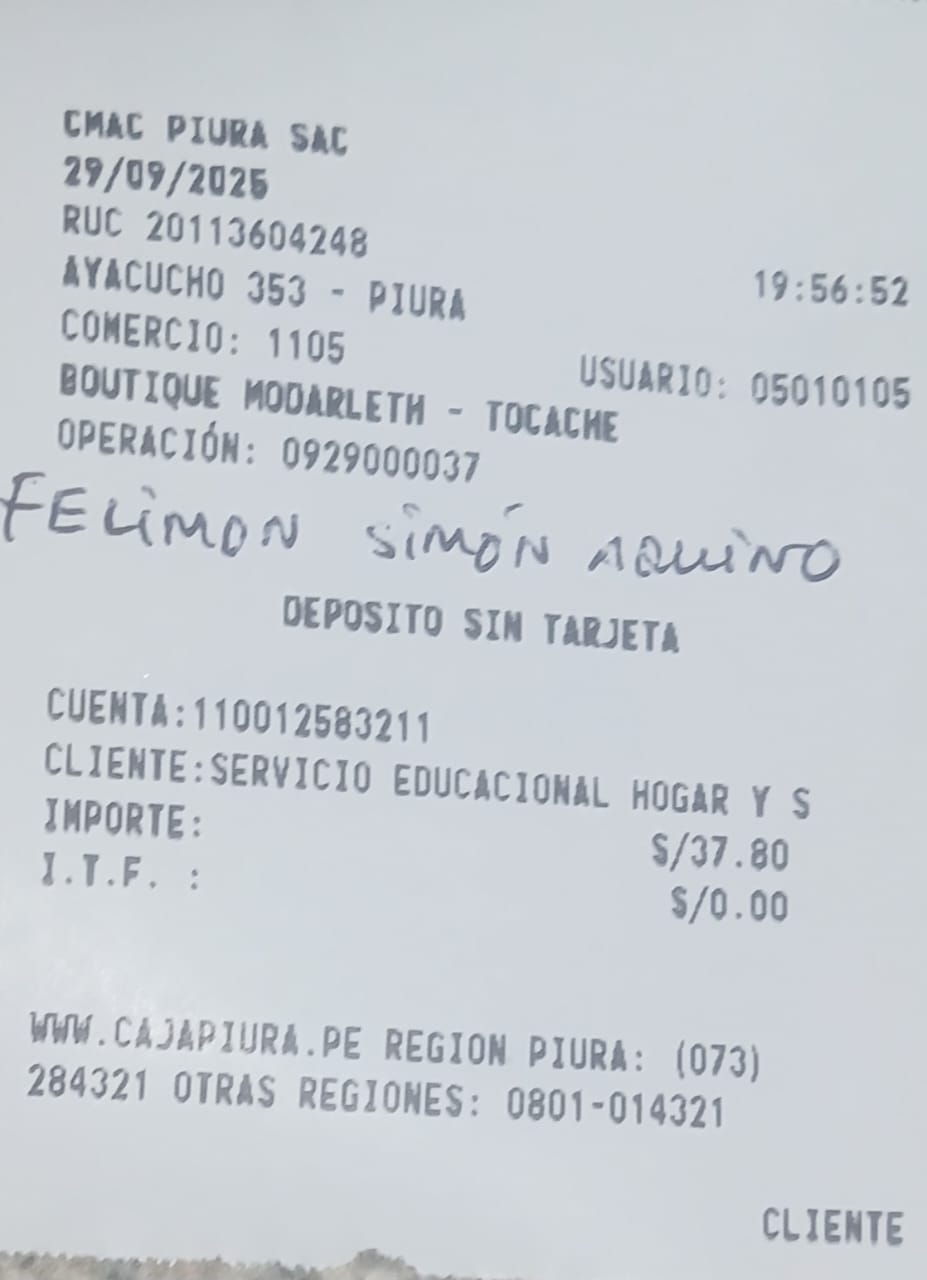 CMAC PIURA SAC
29/09/2025
RUC 20113604248
19:56:52
AYACUCHO 353 - PIURA
COMERCIO: 1105
USUARIO: 05010105
BOUTIQUE MODARLETH - TOCACHE
OPERACIÓN: 0929000037
FELIMON SIMÓN AQUINO
DEPOSITO SIN TARJETA
CUENTA:110012583211
CLIENTE:SERVICIO EDUCACIONAL HOGAR Y S
IMPORTE: S/37.80
I.T.F. : S/0.00
WWW.CAJAPIURA.PE REGION PIURA: (073)
284321 OTRAS REGIONES: 0801-014321
CLIENTE